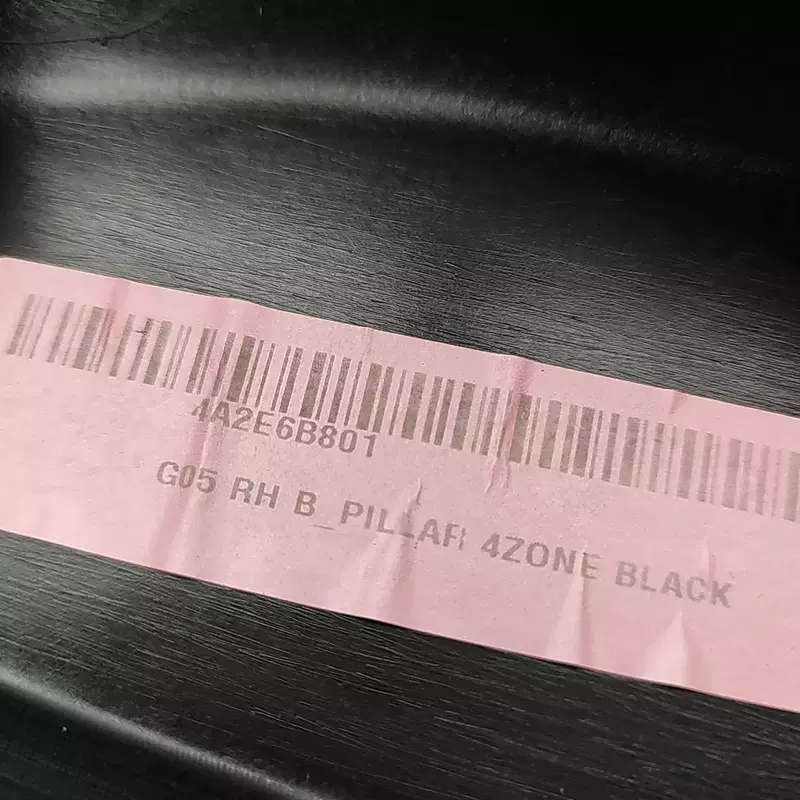 4A2E6B801
G05 RH B_PILLAR 4ZONE BLACK